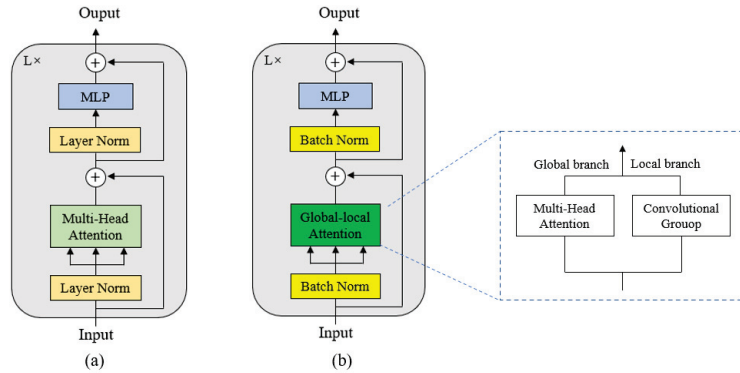 Ouput
L×
+
MLP
Layer Norm
+
Multi-Head
Attention
Layer Norm
Input
(a)
Ouput
L×
+
MLP
Batch Norm
+
Global-local
Attention
Batch Norm
Input
(b)
Global branch
Local branch
Multi-Head
Attention
Convolutional
Gruop